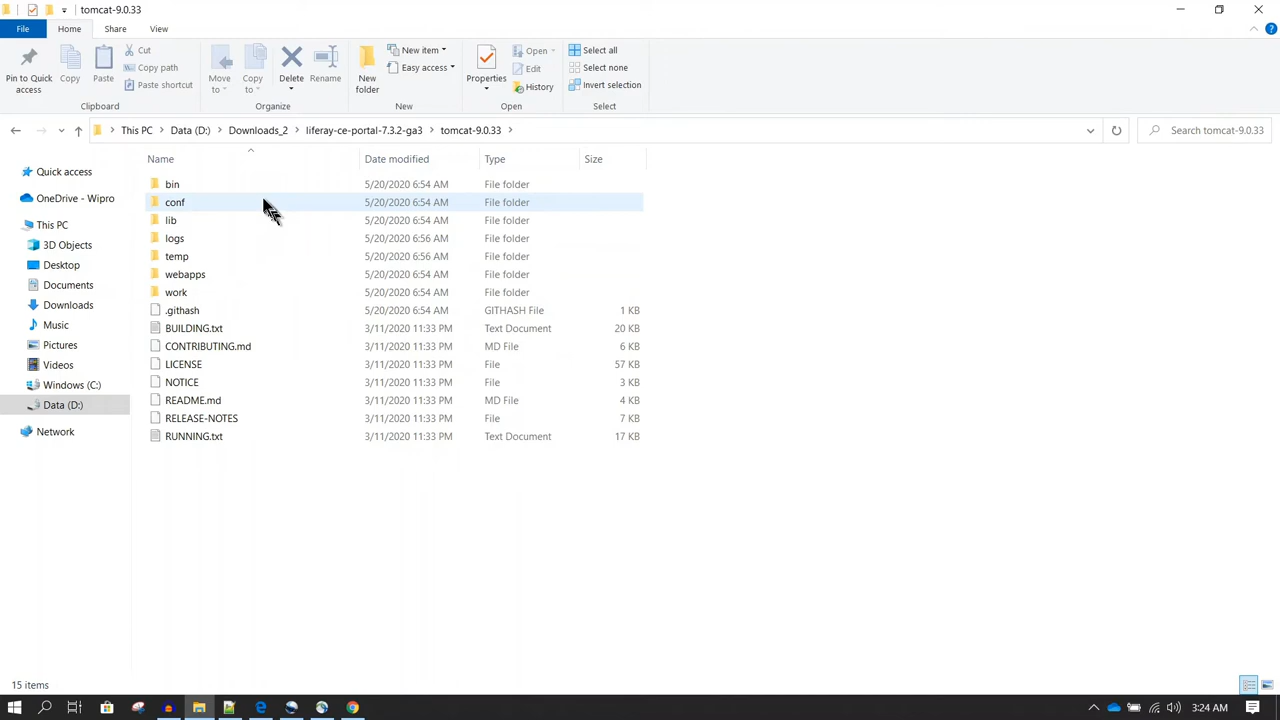 tomcat-9.0.33
File Home Share View
Pin to Quick access
Copy
Paste
Cut
Copy path
Paste shortcut
Clipboard
Move to
Copy to
Delete
Rename
Organize
New folder
New item
Easy access
New
Properties
Open
Edit
History
Open
Select all
Select none
Invert selection
Select
This PC Data (D:) Downloads_2 liferay-ce-portal-7.3.2-ga3 tomcat-9.0.33
Search tomcat-9.0.33
Quick access
OneDrive - Wipro
This PC
3D Objects
Desktop
Documents
Downloads
Music
Pictures
Videos
Windows (C:)
Data (D:)
Network
Name Date modified Type Size
bin 5/20/2020 6:54 AM File folder
conf 5/20/2020 6:54 AM File folder
lib 5/20/2020 6:54 AM File folder
logs 5/20/2020 6:56 AM File folder
temp 5/20/2020 6:56 AM File folder
webapps 5/20/2020 6:54 AM File folder
work 5/20/2020 6:54 AM File folder
.githash 5/20/2020 6:54 AM GITHASH File 1 KB
BUILDING.txt 3/11/2020 11:33 PM Text Document 20 KB
CONTRIBUTING.md 3/11/2020 11:33 PM MD File 6 KB
LICENSE 3/11/2020 11:33 PM File 57 KB
NOTICE 3/11/2020 11:33 PM File 3 KB
README.md 3/11/2020 11:33 PM MD File 4 KB
RELEASE-NOTES 3/11/2020 11:33 PM File 7 KB
RUNNING.txt 3/11/2020 11:33 PM Text Document 17 KB
15 items
3:24 AM